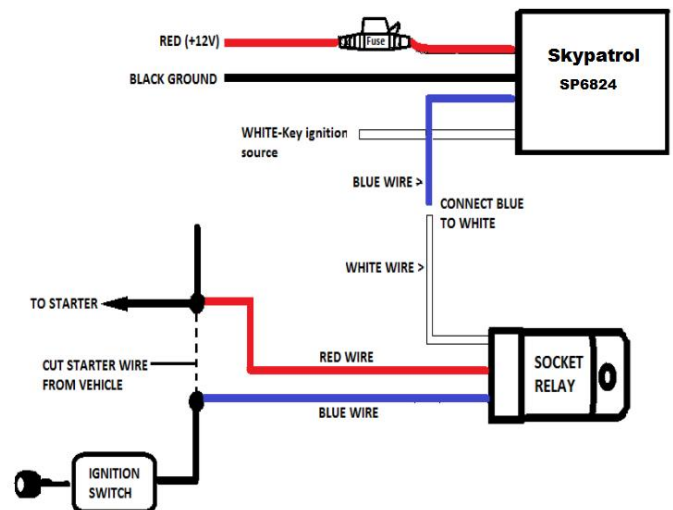 RED (+12V)
Fuse
Skypatrol
SP6824
BLACK GROUND
WHITE-Key ignition
source
BLUE WIRE >
CONNECT BLUE
TO WHITE
WHITE WIRE >
TO STARTER
RED WIRE
SOCKET
RELAY
CUT STARTER WIRE
FROM VEHICLE
BLUE WIRE
IGNITION
SWITCH